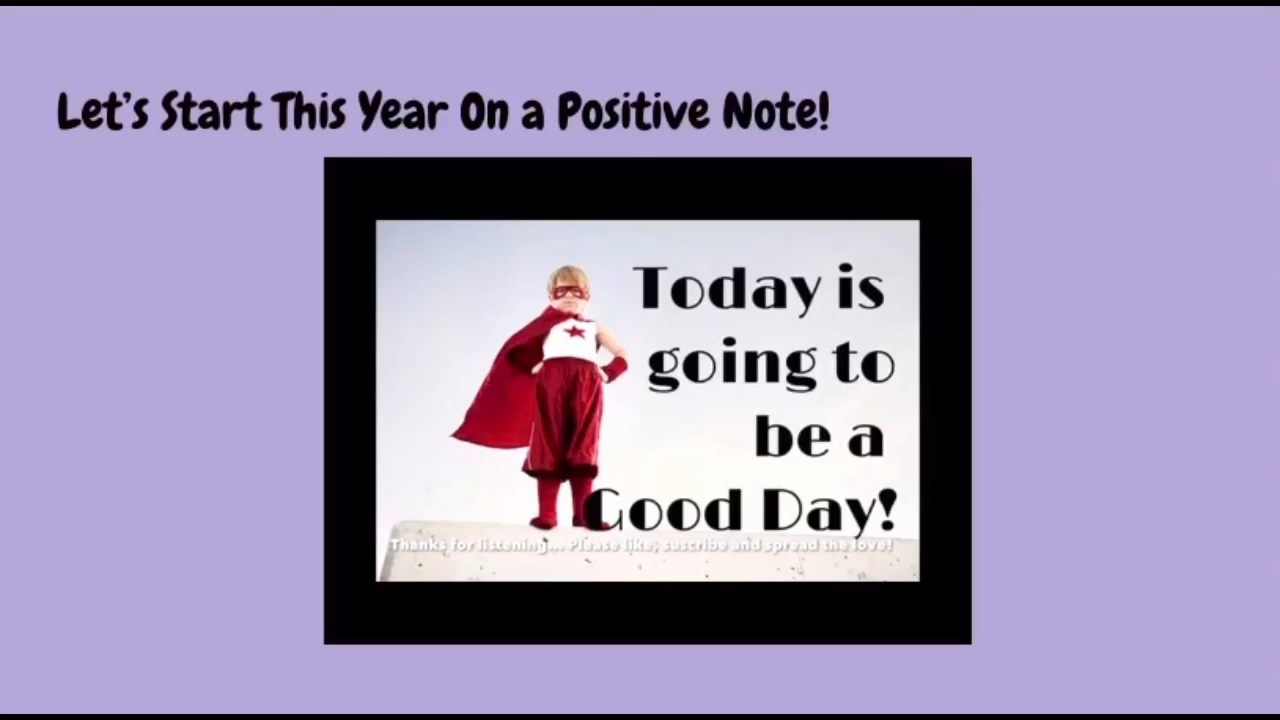 Let's Start This Year On a Positive Note!
Today is
going to
be a
Good Day!
Thanks for listening... Please like, suscribe and spread the love!